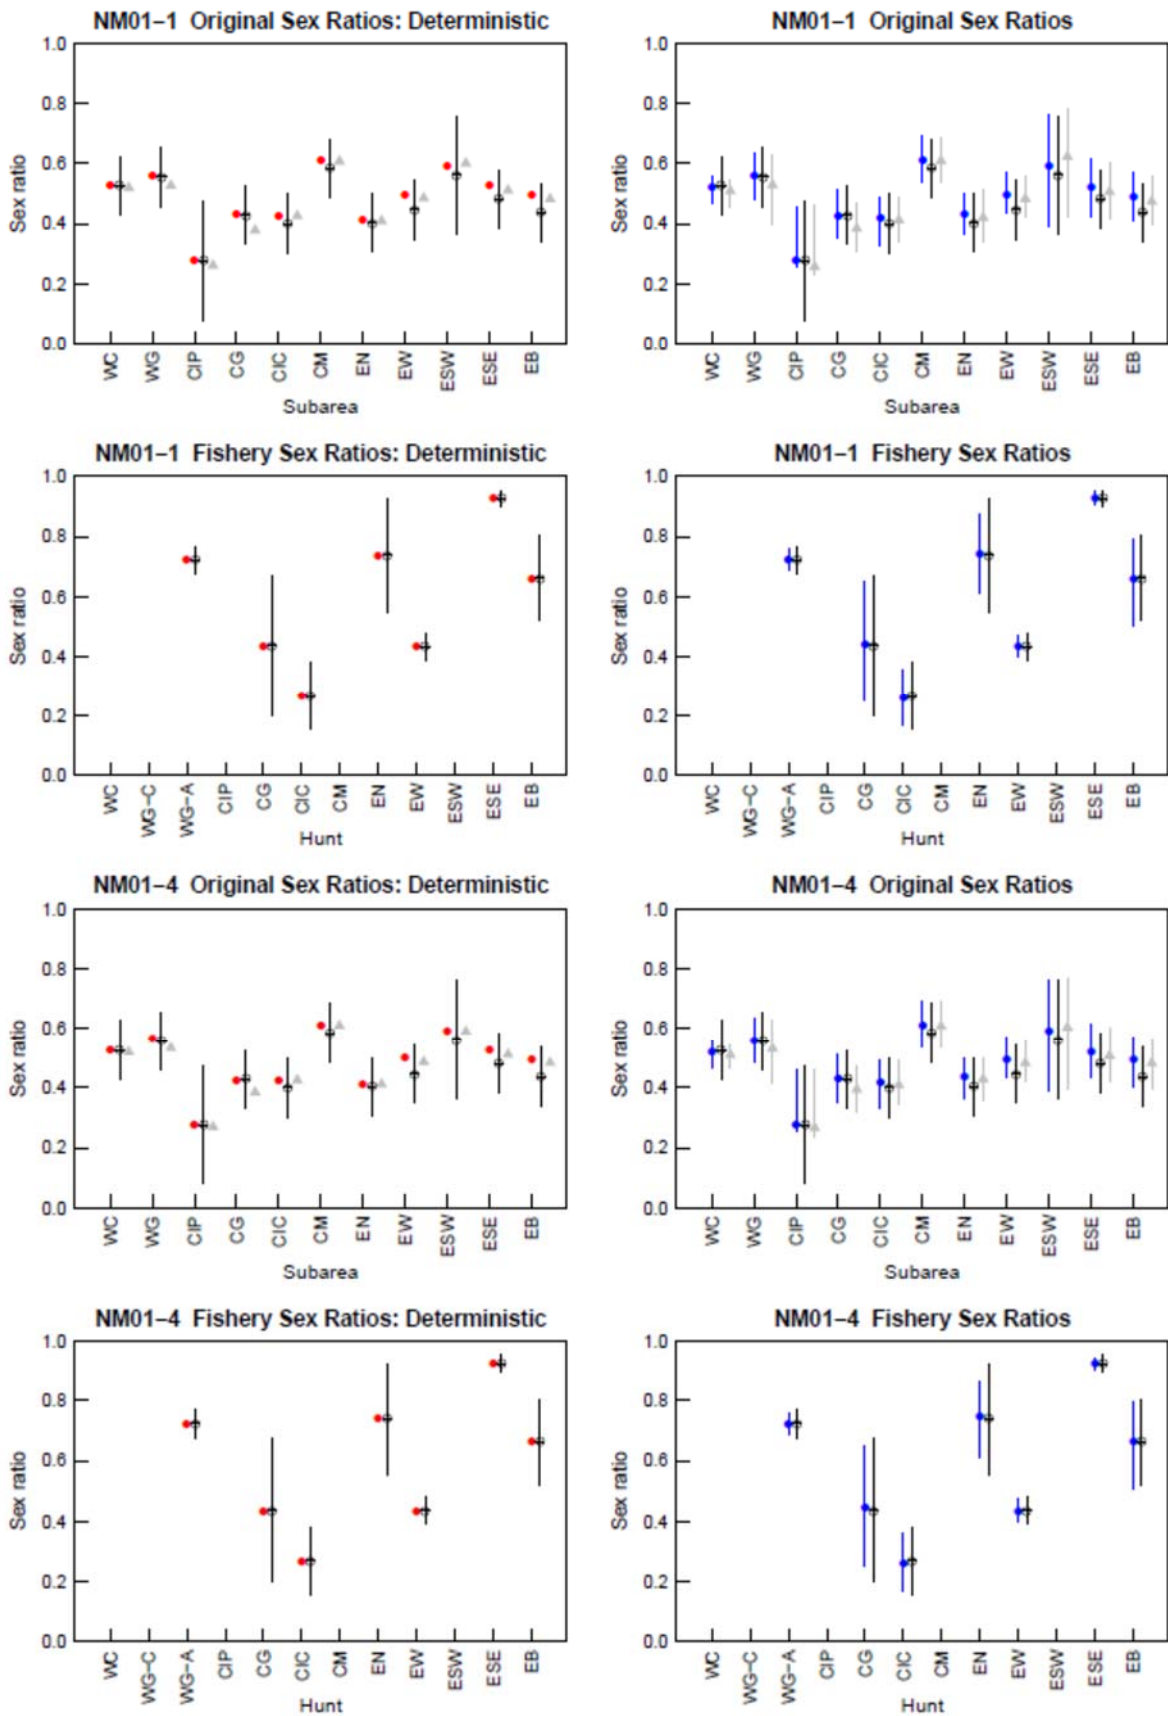 NM01-1 Original Sex Ratios: Deterministic
Sex ratio
1.0
0.8
0.6
0.4
0.2
0.0
WC
WG
CIP
CG
CIC
CM
EN
EW
ESW
ESE
EB
Subarea
NM01-1 Original Sex Ratios
Sex ratio
1.0
0.8
0.6
0.4
0.2
0.0
WC
WG
CIP
CG
CIC
CM
EN
EW
ESW
ESE
EB
Subarea
NM01-1 Fishery Sex Ratios: Deterministic
Sex ratio
1.0
0.8
0.6
0.4
0.2
0.0
WC
WG-C
WG-A
CIP
CG
CIC
CM
EN
EW
ESW
ESE
EB
Hunt
NM01-1 Fishery Sex Ratios
Sex ratio
1.0
0.8
0.6
0.4
0.2
0.0
WC
WG-C
WG-A
CIP
CG
CIC
CM
EN
EW
ESW
ESE
EB
Hunt
NM01-4 Original Sex Ratios: Deterministic
Sex ratio
1.0
0.8
0.6
0.4
0.2
0.0
WC
WG
CIP
CG
CIC
CM
EN
EW
ESW
ESE
EB
Subarea
NM01-4 Original Sex Ratios
Sex ratio
1.0
0.8
0.6
0.4
0.2
0.0
WC
WG
CIP
CG
CIC
CM
EN
EW
ESW
ESE
EB
Subarea
NM01-4 Fishery Sex Ratios: Deterministic
Sex ratio
1.0
0.8
0.6
0.4
0.2
0.0
WC
WG-C
WG-A
CIP
CG
CIC
CM
EN
EW
ESW
ESE
EB
Hunt
NM01-4 Fishery Sex Ratios
Sex ratio
1.0
0.8
0.6
0.4
0.2
0.0
WC
WG-C
WG-A
CIP
CG
CIC
CM
EN
EW
ESW
ESE
EB
Hunt